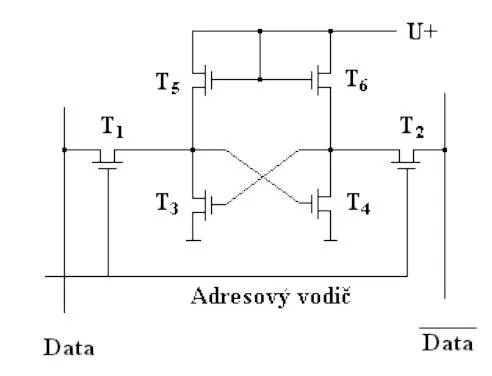 U+
T5 T6
T1 T2
T3 T4
Adresový vodič
Data Data